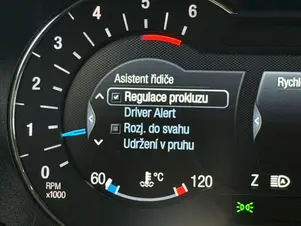 5 6
4
3
2
1
0
RPM
x1000
Asistent řidiče
Regulace prokluzu
Driver Alert
Rozj. do svahu
Udržení v pruhu
60 °C 120
Rychl
Z
A